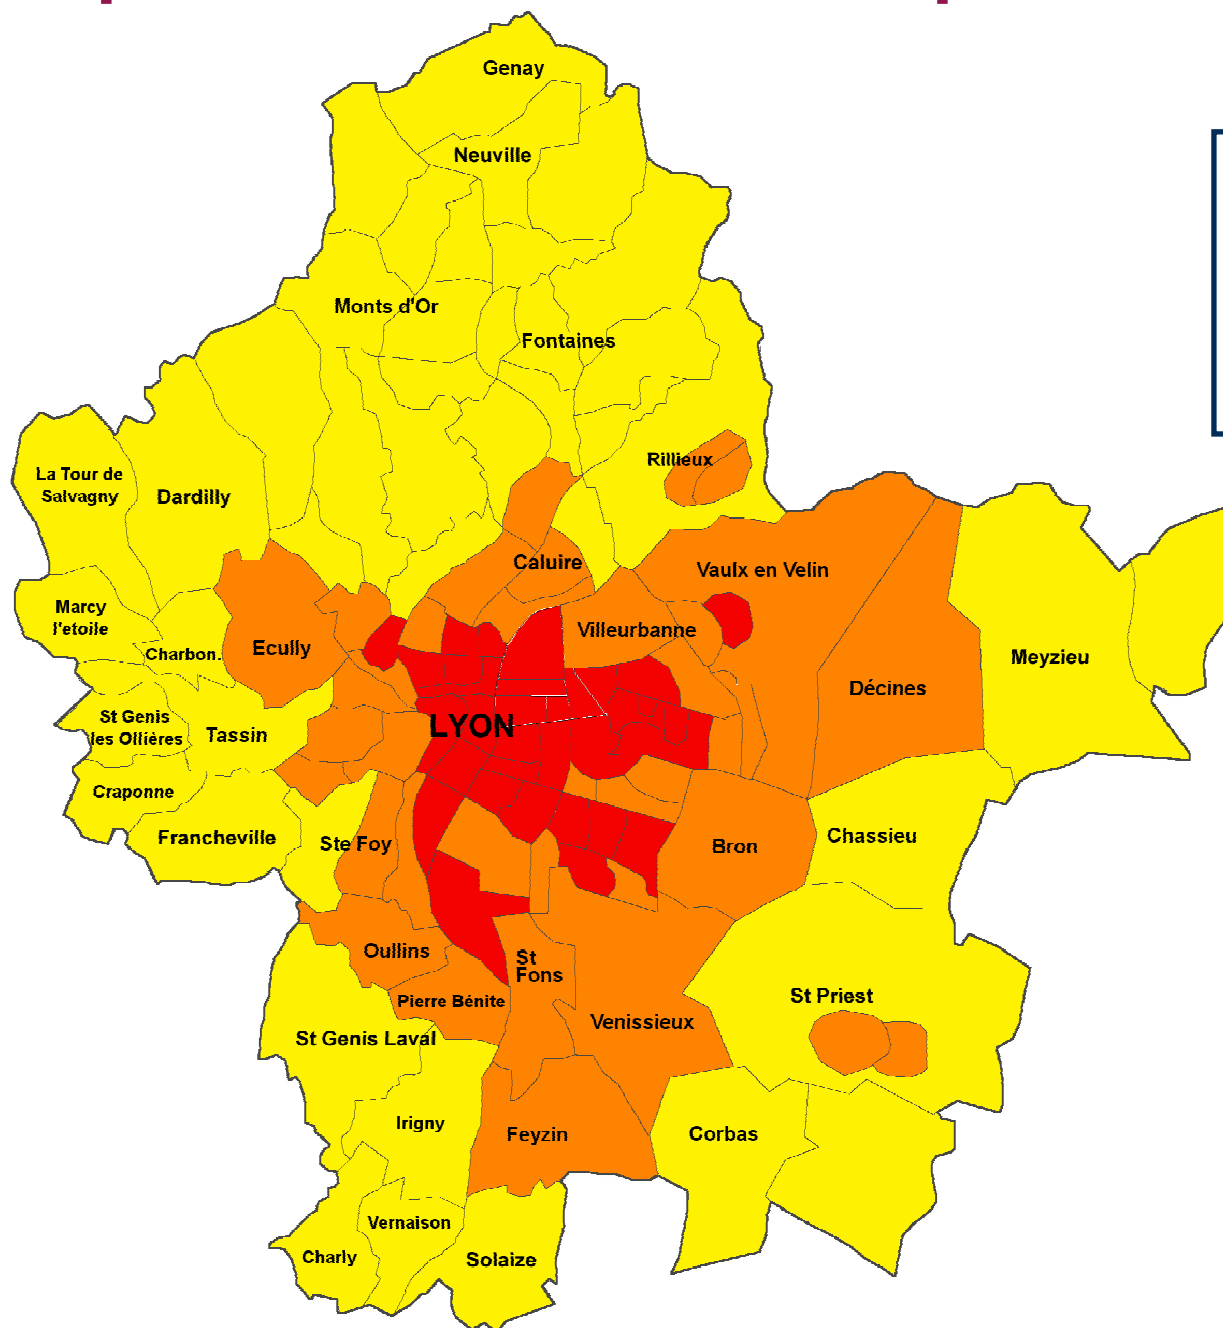 Genay
Neuville
Monts d'Or
Fontaines
Rillieux
La Tour de
Salvagny
Dardilly
Caluire
Vaulx en Velin
Marcy
l'etoile
Charbon.
Ecully
Villeurbanne
Meyzieu
Décines
St Genis
les Ollières
Tassin
LYON
Craponne
Francheville
Ste Foy
Bron
Chassieu
Oullins
St
Fons
Pierre Bénite
St Priest
Venissieux
St Genis Laval
Irigny
Feyzin
Corbas
Vernaison
Charly
Solaize